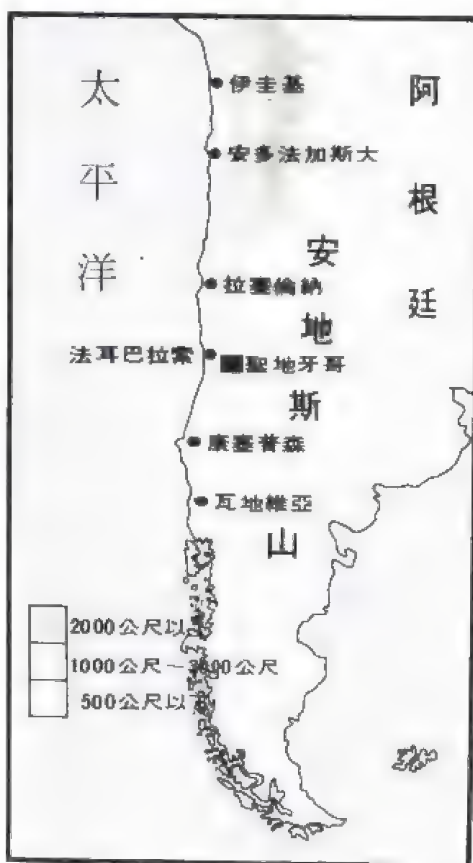 太平洋
阿根廷
安地斯山
伊圭基
安多法加斯大
拉塞倫納
法耳巴拉索
聖地牙哥
康塞普森
瓦地維亞
2000公尺以
1000公尺~2000公尺
500公尺以下